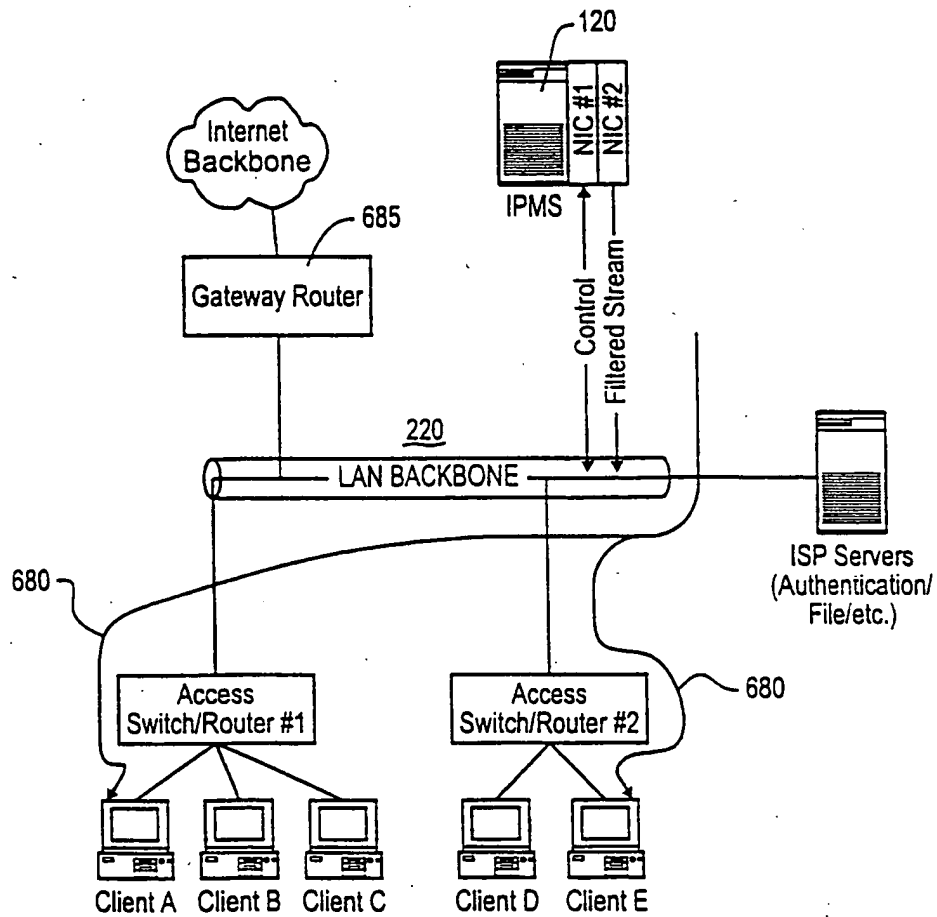 120
NIC #1
NIC #2
IPMS
Internet
Backbone
685
Gateway Router
Control
Filtered Stream
220
LAN BACKBONE
ISP Servers
(Authentication/
File/etc.)
680
Access
Switch/Router #1
Access
Switch/Router #2
680
Client A
Client B
Client C
Client D
Client E